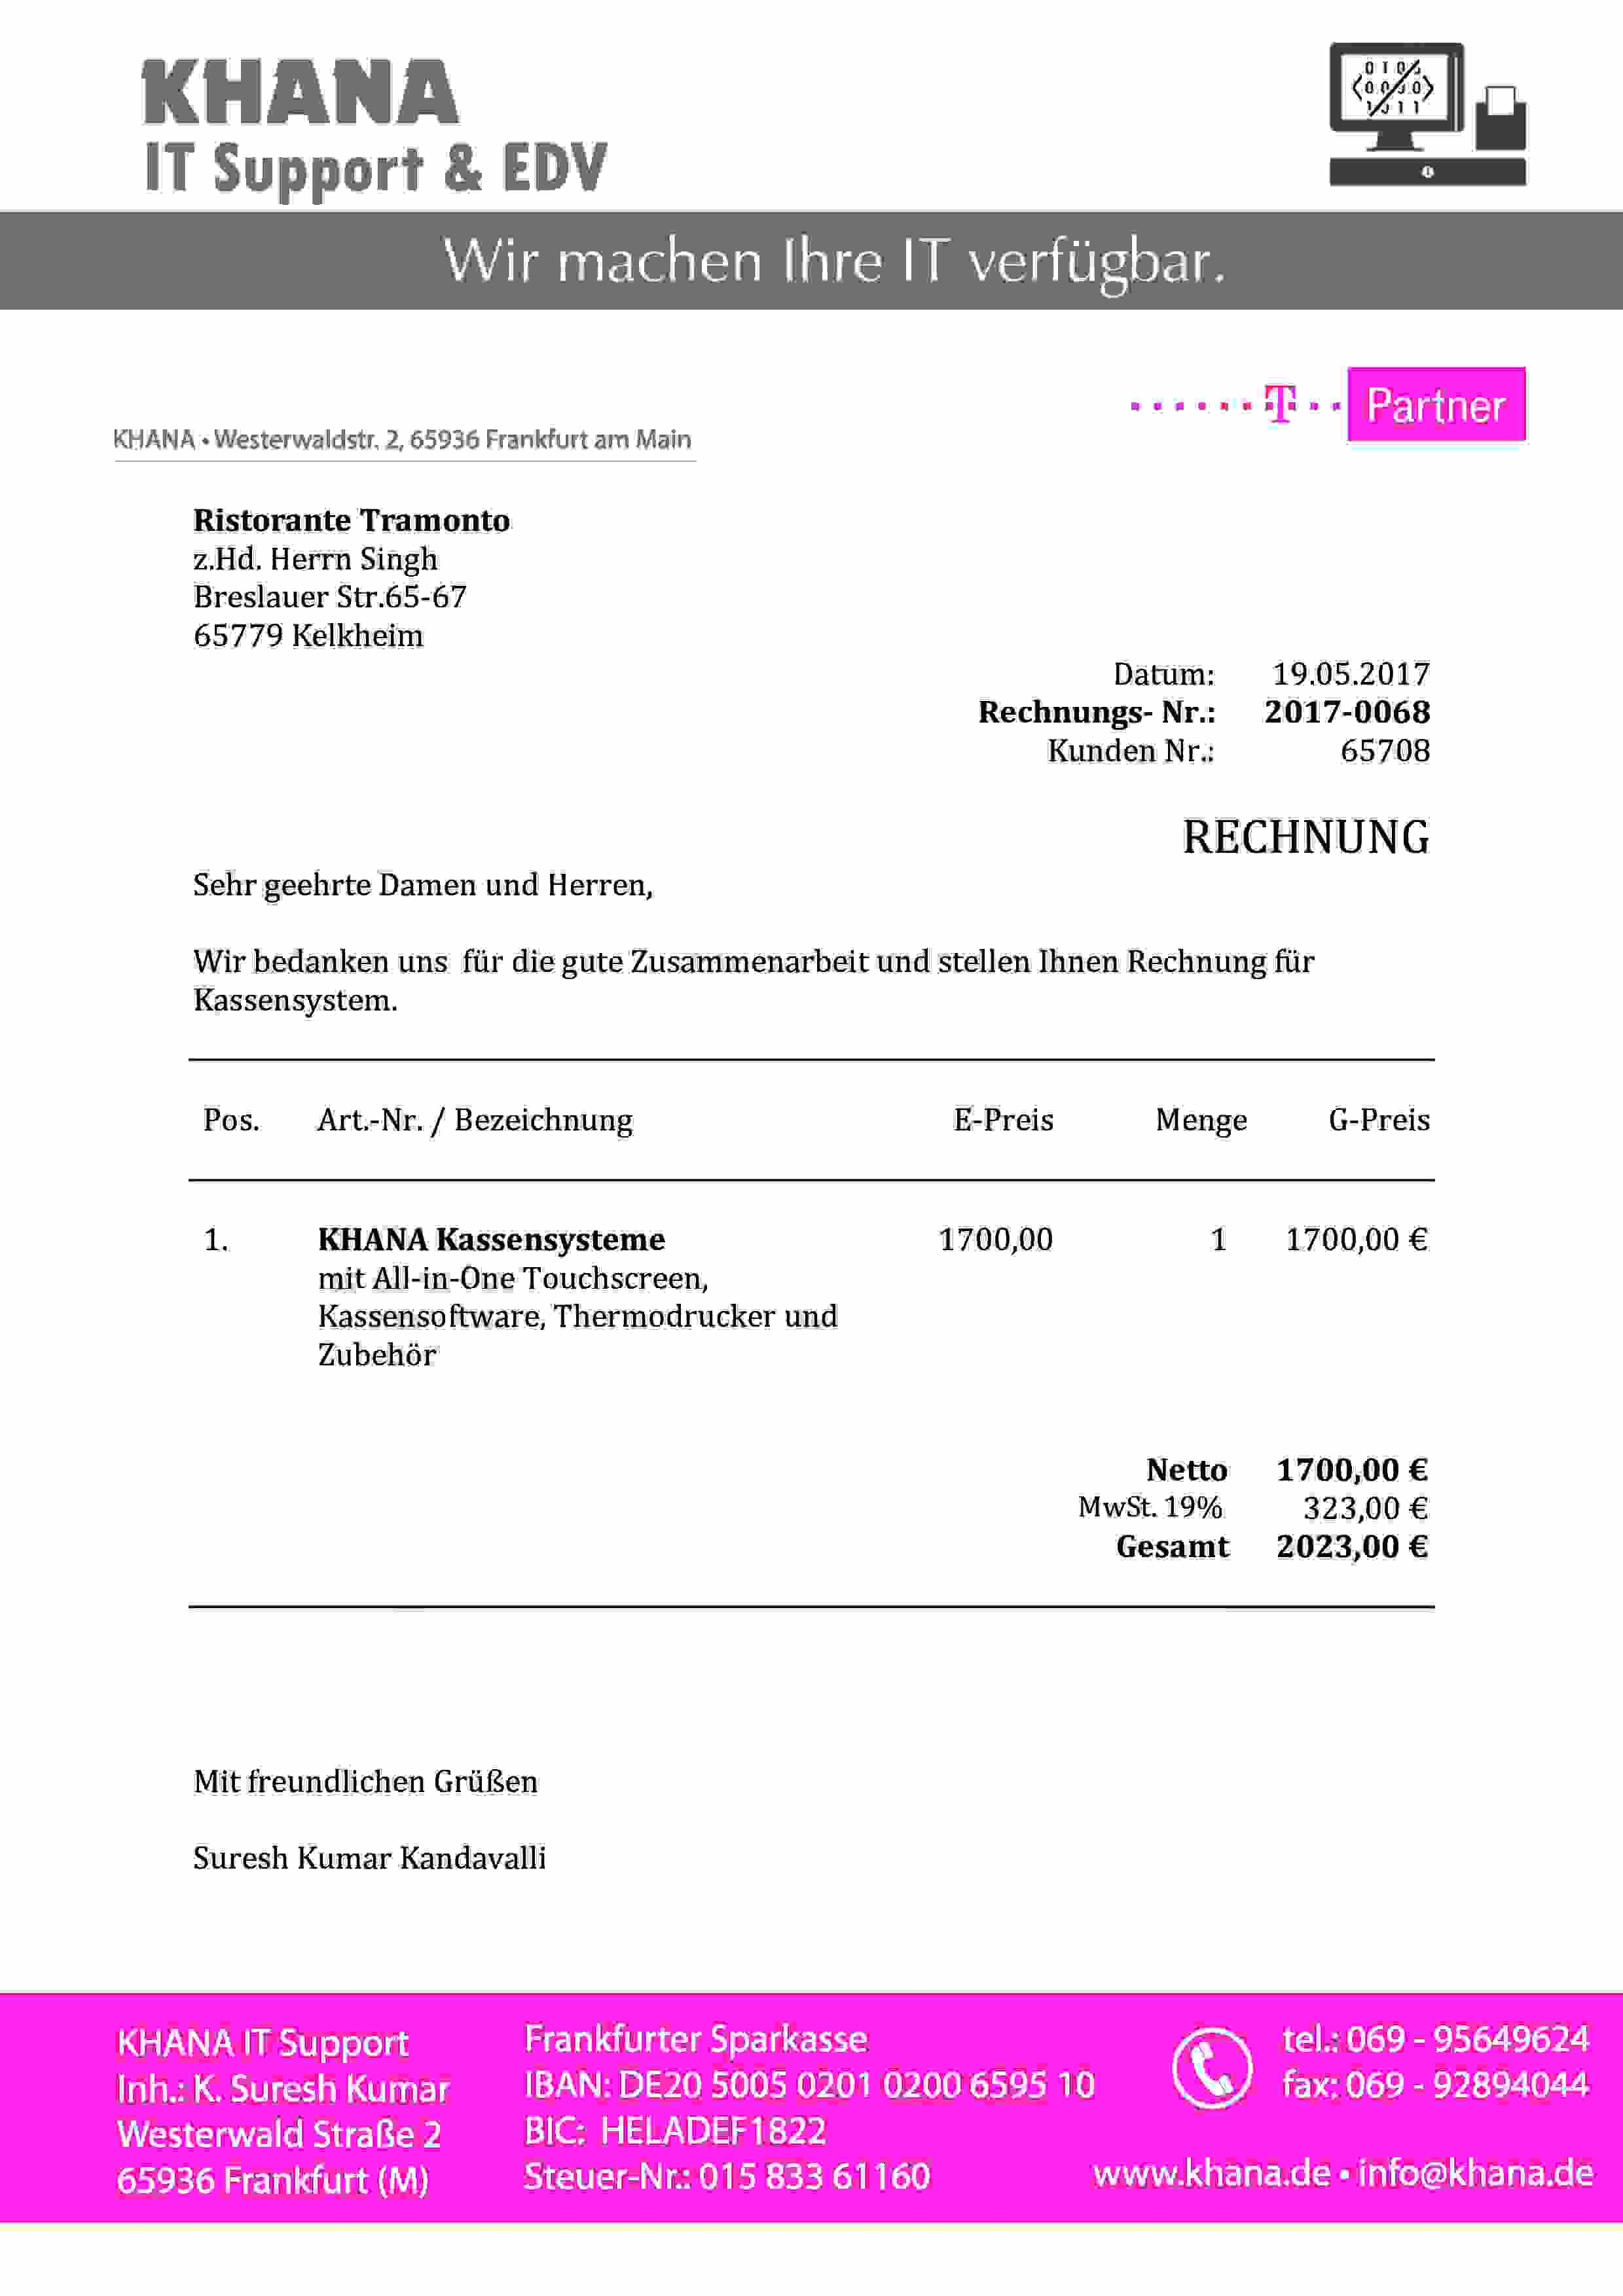 KHANA
IT Support & EDV
Wir machen Ihre IT verfügbar.
T Partner
KHANA • Westerwaldstr. 2, 65936 Frankfurt am Main
Ristorante Tramonto
z.Hd. Herrn Singh
Breslauer Str.65-67
65779 Kelkheim
Datum: 19.05.2017
Rechnungs- Nr.: 2017-0068
Kunden Nr.: 65708
RECHNUNG
Sehr geehrte Damen und Herren,
Wir bedanken uns für die gute Zusammenarbeit und stellen Ihnen Rechnung für
Kassensystem.
Pos. Art.-Nr. / Bezeichnung E-Preis Menge G-Preis
1. KHANA Kassensysteme 1700,00 1 1700,00 €
mit All-in-One Touchscreen,
Kassensoftware, Thermodrucker und
Zubehör
Netto 1700,00 €
MwSt. 19% 323,00 €
Gesamt 2023,00 €
Mit freundlichen Grüßen
Suresh Kumar Kandavalli
KHANA IT Support
Inh.: K. Suresh Kumar
Westerwald Straße 2
65936 Frankfurt (M)
Frankfurter Sparkasse
IBAN: DE20 5005 0201 0200 6595 10
BIC: HELADEF1822
Steuer-Nr.: 015 833 61160
tel.: 069 - 95649624
fax: 069 - 92894044
www.khana.de • info@khana.de